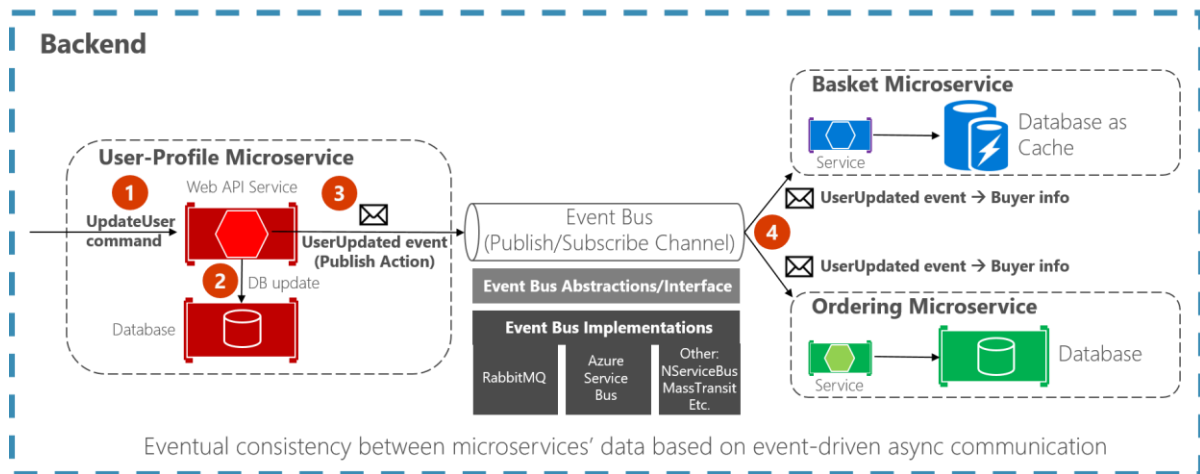 Backend
User-Profile Microservice
Web API Service
1
UpdateUser
command
3
UserUpdated event
(Publish Action)
2
DB update
Database
Event Bus
(Publish/Subscribe Channel)
Event Bus Abstractions/Interface
Event Bus Implementations
RabbitMQ
Azure
Service
Bus
Other:
NServiceBus
MassTransit
Etc.
4
Basket Microservice
Service
Database as
Cache
UserUpdated event → Buyer info
UserUpdated event → Buyer info
Ordering Microservice
Service
Database
Eventual consistency between microservices’ data based on event-driven async communication